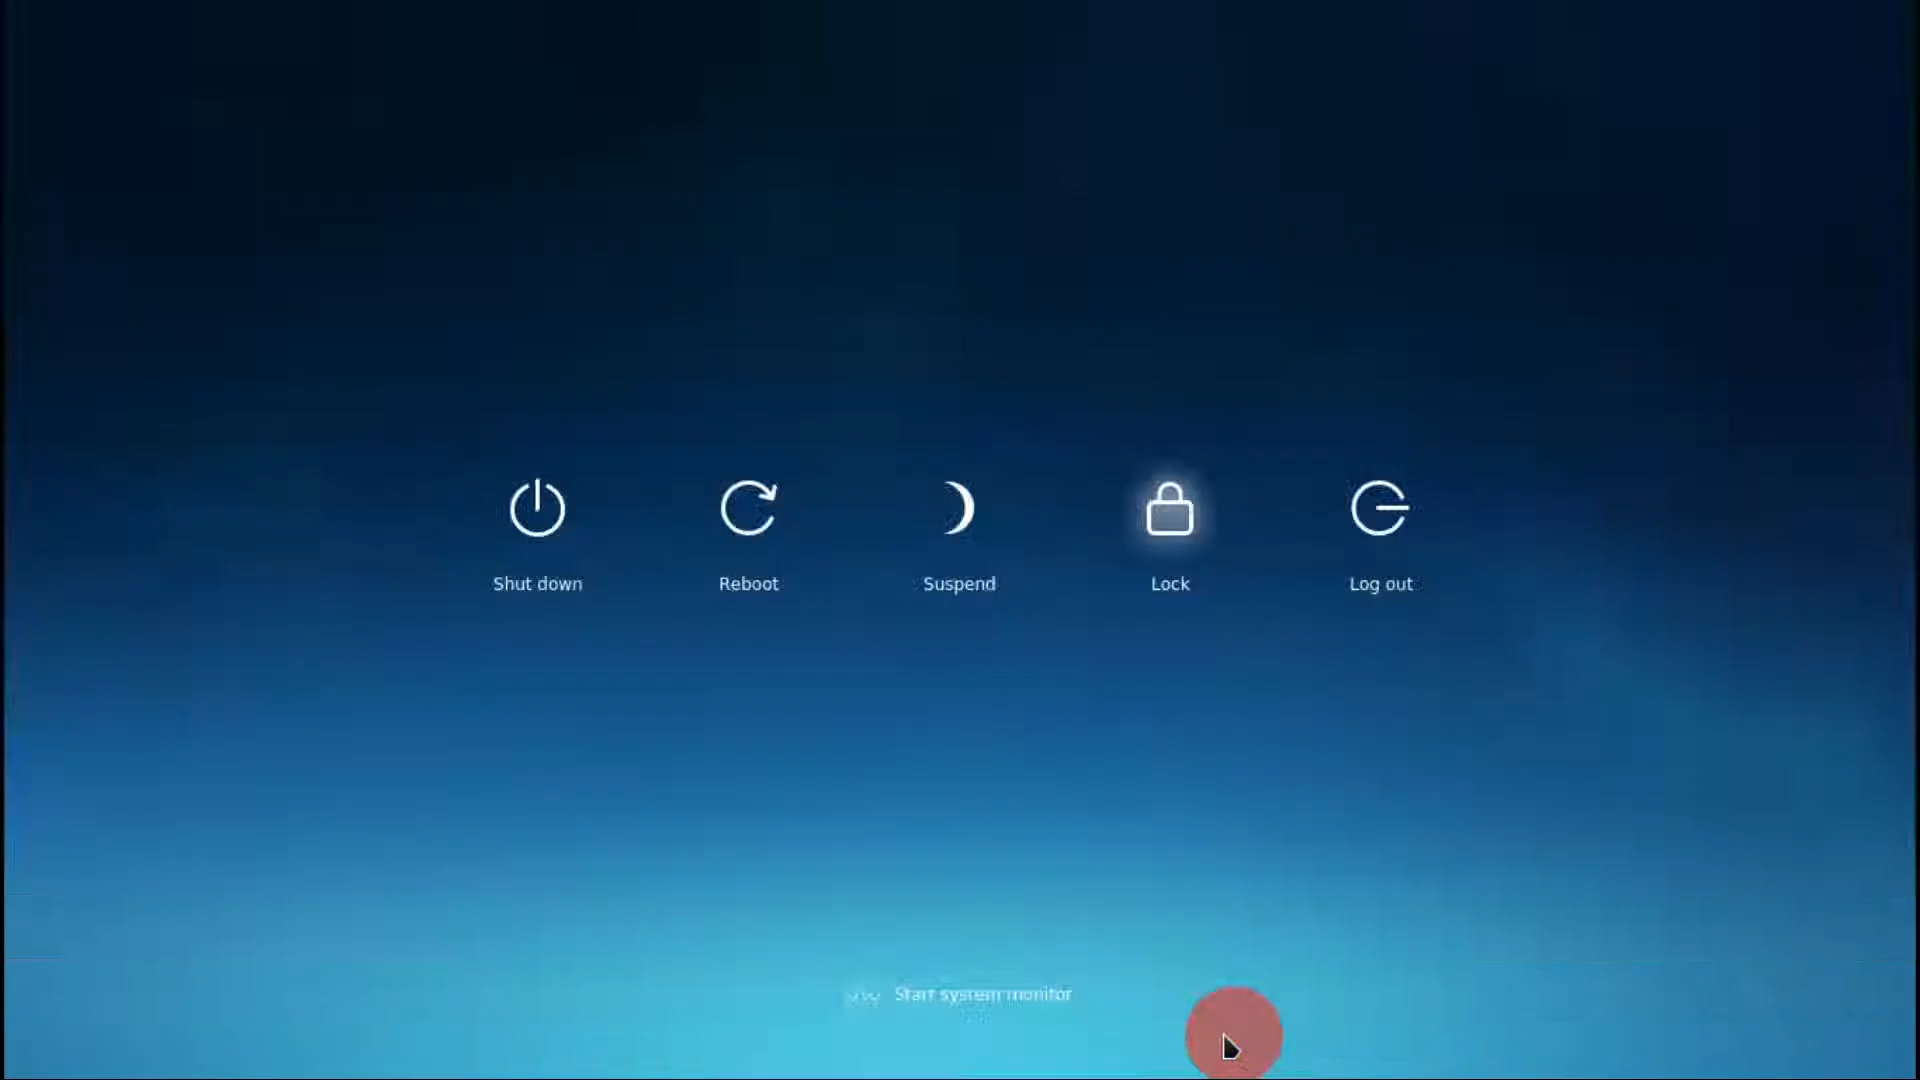 Shut down
Reboot
Suspend
Lock
Log out
Start system monitor